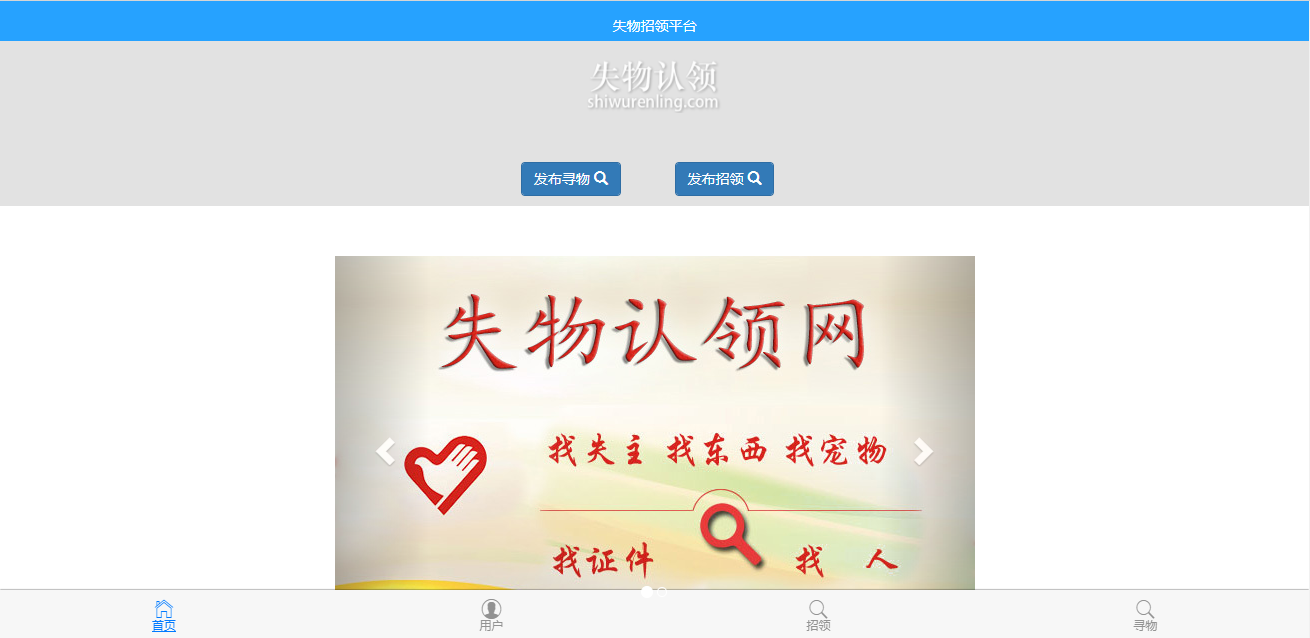 失物招领平台
失物认领
shiwurenling.com
发布寻物 发布招领
失物认领网
找失主 找东西 找宠物
找证件 找 人
首页 用户 招领 寻物